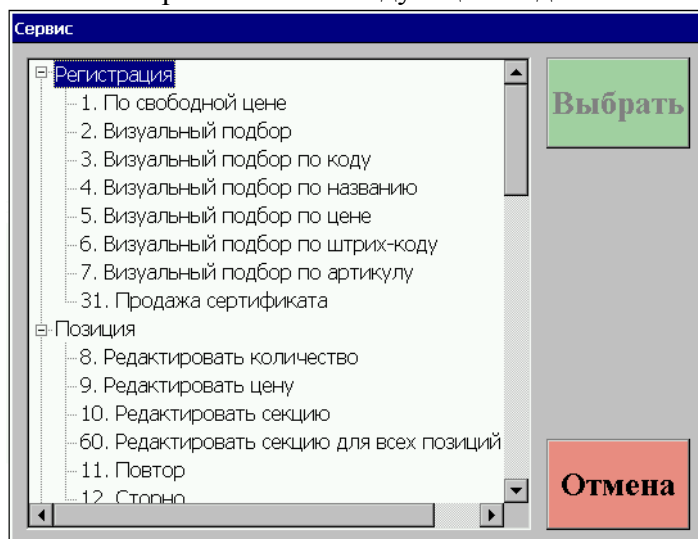 Сервис
Регистрация
1. По свободной цене
2. Визуальный подбор
3. Визуальный подбор по коду
4. Визуальный подбор по названию
5. Визуальный подбор по цене
6. Визуальный подбор по штрих-коду
7. Визуальный подбор по артикулу
31. Продажа сертификата
Позиция
8. Редактировать количество
9. Редактировать цену
10. Редактировать секцию
60. Редактировать секцию для всех позиций
11. Повтор
12. Сторно
Выбрать
Отмена